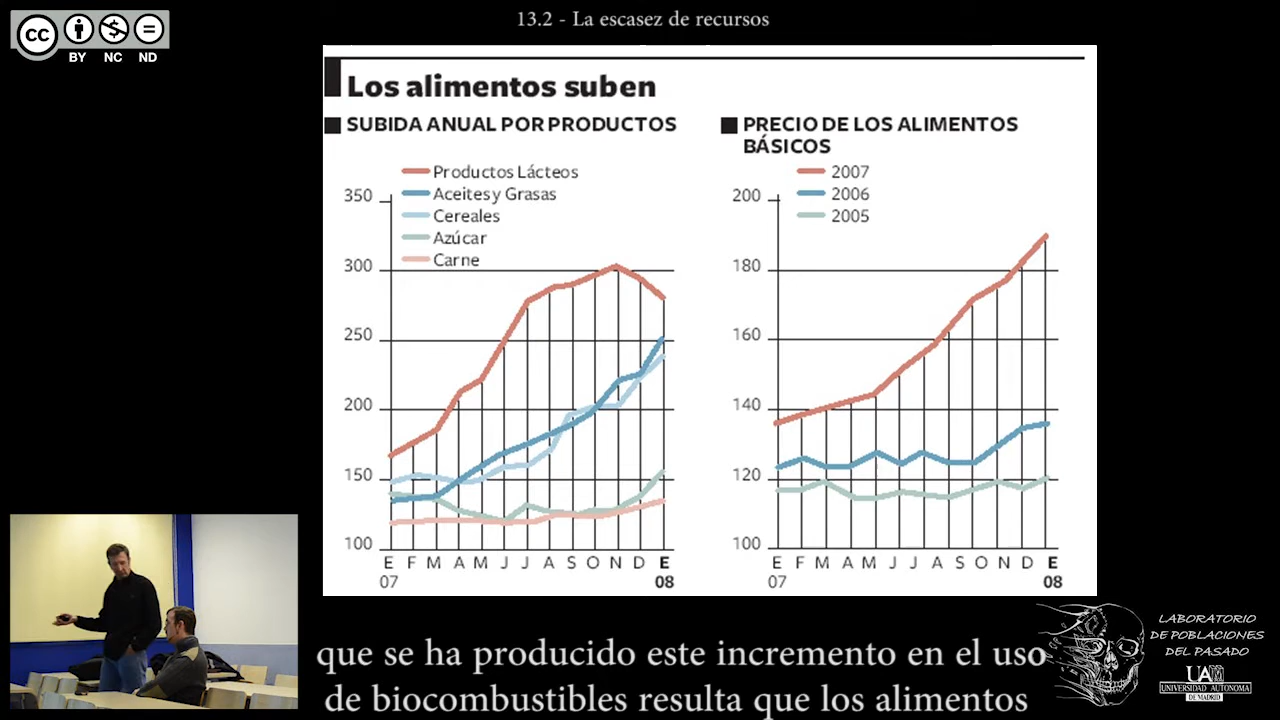 13.2 - La escasez de recursos
CC
BY NC ND
Los alimentos suben
SUBIDA ANUAL POR PRODUCTOS
Productos Lácteos
Aceites y Grasas
Cereales
Azúcar
Carne
350
300
250
200
150
100
E F M A M J J A S O N D E
07 08
PRECIO DE LOS ALIMENTOS
BÁSICOS
2007
2006
2005
200
180
160
140
120
100
E F M A M J J A S O N D E
07 08
que se ha producido este incremento en el uso
de biocombustibles resulta que los alimentos
LABORATORIO
DE POBLACIONES
DEL PASADO
UAM
UNIVERSIDAD AUTONOMA
DE MADRID